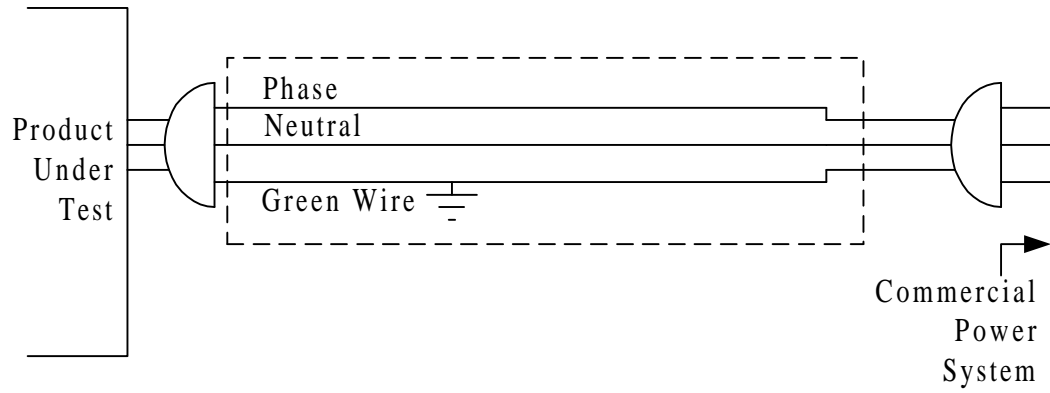 Phase
Neutral
Green Wire
Product
Under
Test
Commercial
Power
System